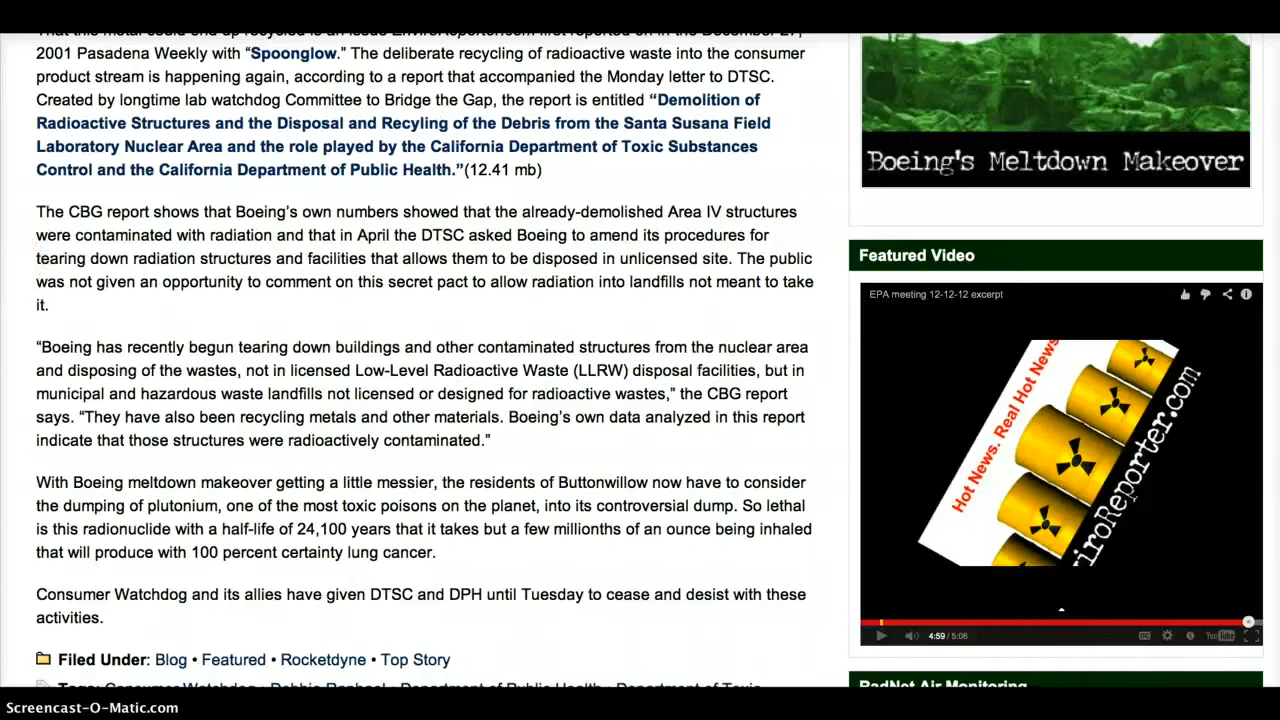 2001 Pasadena Weekly with “Spoonglow.” The deliberate recycling of radioactive waste into the consumer
product stream is happening again, according to a report that accompanied the Monday letter to DTSC.
Created by longtime lab watchdog Committee to Bridge the Gap, the report is entitled “Demolition of
Radioactive Structures and the Disposal and Recyling of the Debris from the Santa Susana Field
Laboratory Nuclear Area and the role played by the California Department of Toxic Substances
Control and the California Department of Public Health.”(12.41 mb)
The CBG report shows that Boeing’s own numbers showed that the already-demolished Area IV structures
were contaminated with radiation and that in April the DTSC asked Boeing to amend its procedures for
tearing down radiation structures and facilities that allows them to be disposed in unlicensed site. The public
was not given an opportunity to comment on this secret pact to allow radiation into landfills not meant to take
it.
“Boeing has recently begun tearing down buildings and other contaminated structures from the nuclear area
and disposing of the wastes, not in licensed Low-Level Radioactive Waste (LLRW) disposal facilities, but in
municipal and hazardous waste landfills not licensed or designed for radioactive wastes,” the CBG report
says. “They have also been recycling metals and other materials. Boeing’s own data analyzed in this report
indicate that those structures were radioactively contaminated.”
With Boeing meltdown makeover getting a little messier, the residents of Buttonwillow now have to consider
the dumping of plutonium, one of the most toxic poisons on the planet, into its controversial dump. So lethal
is this radionuclide with a half-life of 24,100 years that it takes but a few millionths of an ounce being inhaled
that will produce with 100 percent certainty lung cancer.
Consumer Watchdog and its allies have given DTSC and DPH until Tuesday to cease and desist with these
activities.
Filed Under: Blog • Featured • Rocketdyne • Top Story
Boeing's Meltdown Makeover
Featured Video
EPA meeting 12-12-12 excerpt
Hot News. Real Hot News
iroReporter.com
4:59 / 5:06
YouTube
RadNet Air Monitoring
Screencast-O-Matic.com